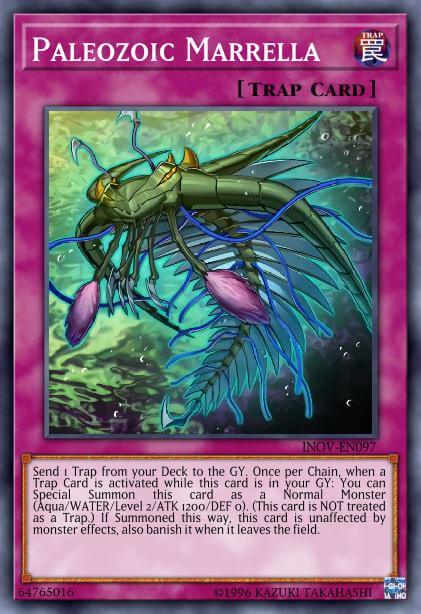 PALEOZOIC MARRELLA
TRAP
罠
[TRAP CARD]
INOV-EN097
Send 1 Trap from your Deck to the GY. Once per Chain, when a
Trap Card is activated while this card is in your GY: You can
Special Summon this card as a Normal Monster
(Aqua/WATER/Level 2/ATK 1200/DEF 0). (This card is NOT treated
as a Trap.) If Summoned this way, this card is unaffected by
monster effects, also banish it when it leaves the field.
64765016
©1996 KAZUKI TAKAHASHI